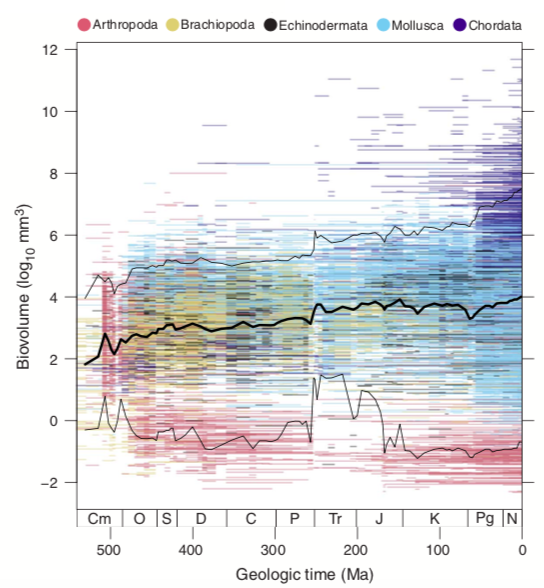 Arthropoda Brachiopoda Echinodermata Mollusca Chordata
12
10
8
6
4
2
0
−2
Biovolume (log10 mm3)
Cm O S D C P Tr J K Pg N
500 400 300 200 100 0
Geologic time (Ma)